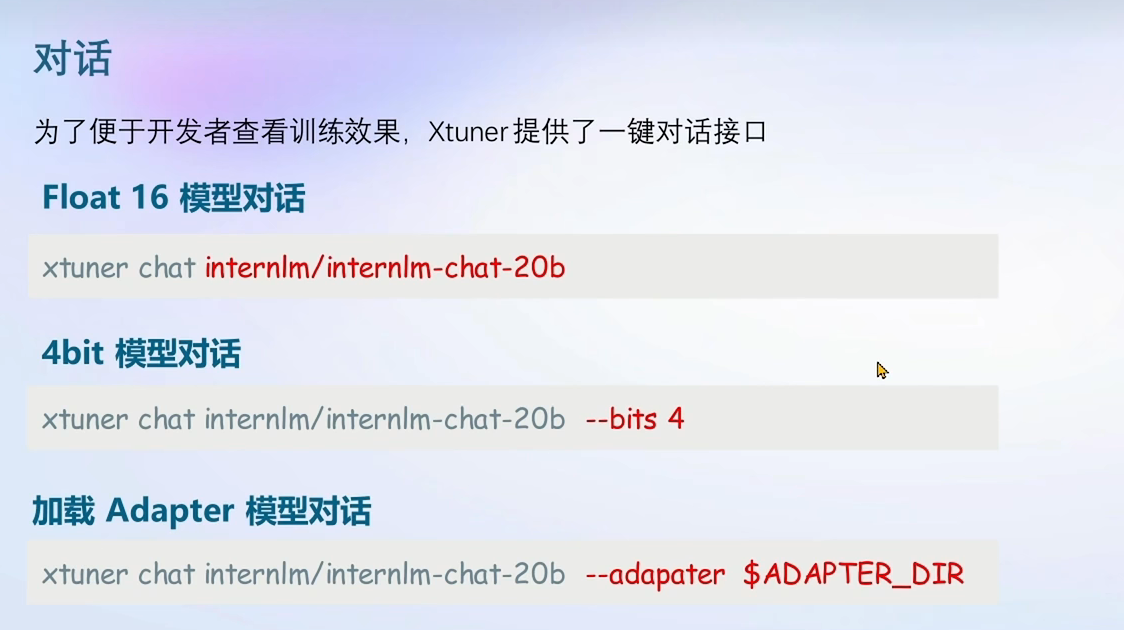 对话
为了便于开发者查看训练效果，Xtuner提供了一键对话接口
Float 16 模型对话
xtuner chat internlm/internlm-chat-20b
4bit 模型对话
xtuner chat internlm/internlm-chat-20b --bits 4
加载 Adapter 模型对话
xtuner chat internlm/internlm-chat-20b --adapater $ADAPTER_DIR